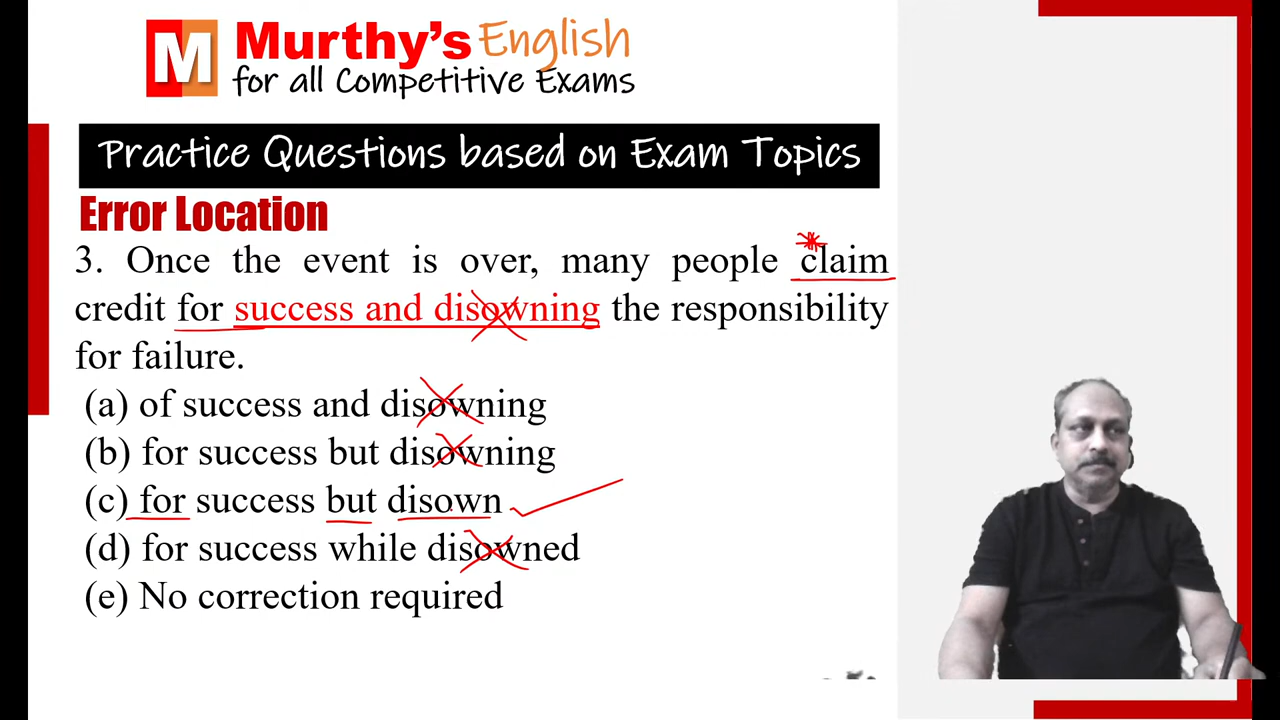 M Murthy's English
for all Competitive Exams
Practice Questions based on Exam Topics
Error Location
3. Once the event is over, many people claim
credit for success and disowning the responsibility
for failure.
(a) of success and disowning
(b) for success but disowning
(c) for success but disown
(d) for success while disowned
(e) No correction required